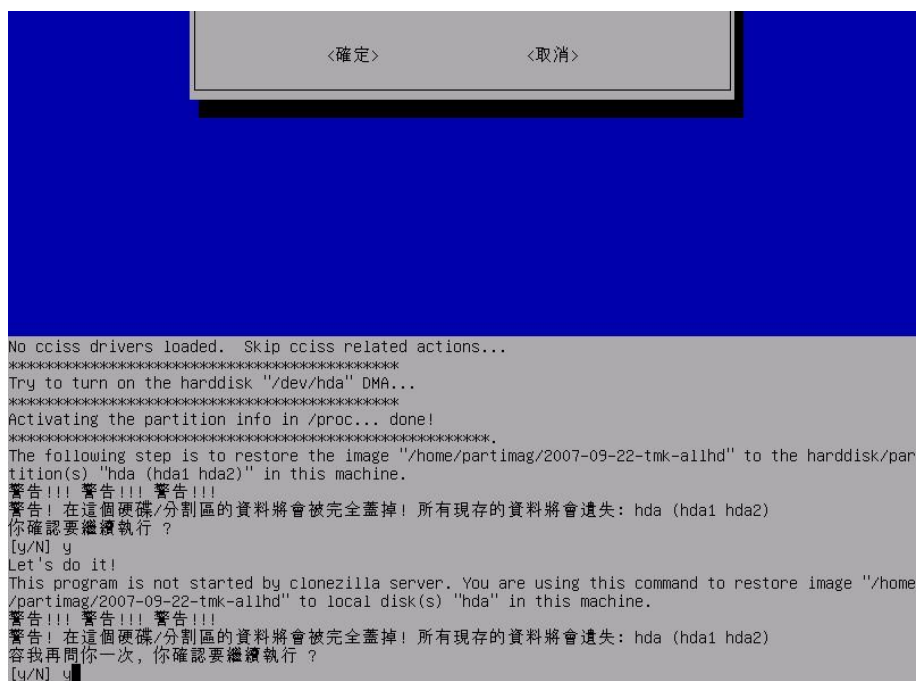 <確定> <取消>
No cciss drivers loaded.  Skip cciss related actions...
*****************************************************
Try to turn on the harddisk "/dev/hda" DMA...
*****************************************************
Activating the partition info in /proc... done!
*****************************************************************.
The following step is to restore the image "/home/partimag/2007-09-22-tmk-allhd" to the harddisk/par
tition(s) "hda (hda1 hda2)" in this machine.
警告!!! 警告!!! 警告!!!
警告! 在這個硬碟/分割區的資料將會被完全蓋掉! 所有現存的資料將會遺失: hda (hda1 hda2)
你確認要繼續執行 ?
[y/N] y
Let's do it!
This program is not started by clonezilla server. You are using this command to restore image "/home
/partimag/2007-09-22-tmk-allhd" to local disk(s) "hda" in this machine.
警告!!! 警告!!! 警告!!!
警告! 在這個硬碟/分割區的資料將會被完全蓋掉! 所有現存的資料將會遺失: hda (hda1 hda2)
容我再問你一次, 你確認要繼續執行 ?
[y/N] y